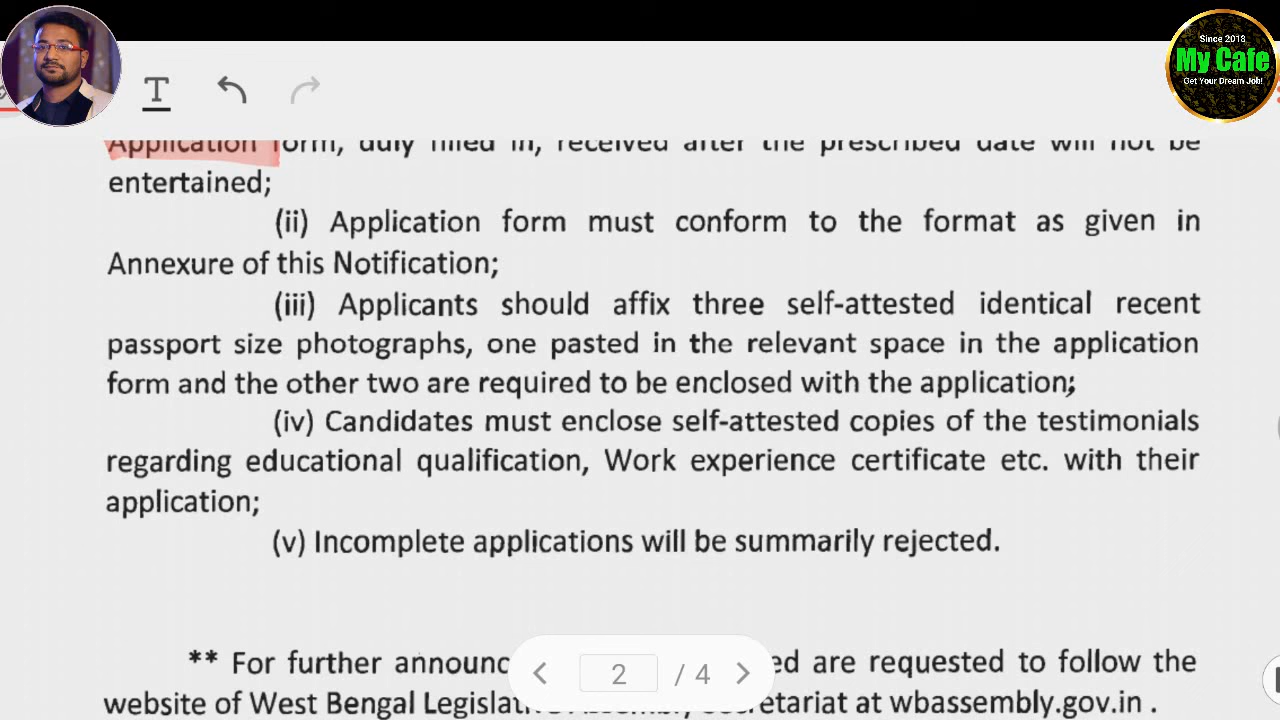 Since 2018
My Cafe
Get Your Dream Job!
T
Application form, duly filled in, received after the prescribed date will not be
entertained;
(ii) Application form must conform to the format as given in
Annexure of this Notification;
(iii) Applicants should affix three self-attested identical recent
passport size photographs, one pasted in the relevant space in the application
form and the other two are required to be enclosed with the application;
(iv) Candidates must enclose self-attested copies of the testimonials
regarding educational qualification, Work experience certificate etc. with their
application;
(v) Incomplete applications will be summarily rejected.
** For further are requested to follow the
website of West Bengal Legislative Assembly Secretariat at wbassembly.gov.in .
2 / 4